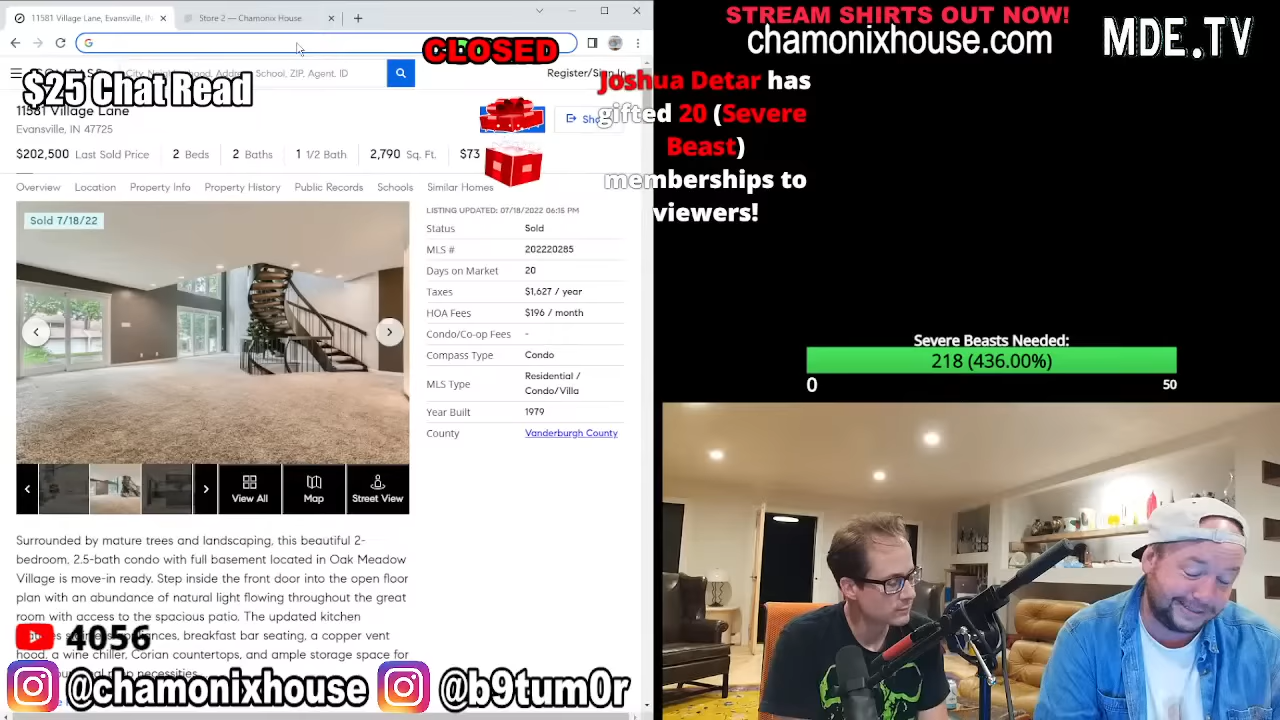 11581 Village Lane, Evansville, IN
Store 2 — Chamonix House
CLOSED
School, ZIP, Agent, ID
Register/Sign In
$25 Chat Read
11581 Village Lane
Evansville, IN 47725
$202,500 Last Sold Price
2 Beds
2 Baths
1 1/2 Bath
2,790 Sq. Ft.
$73
Overview
Location
Property Info
Property History
Public Records
Schools
Similar Homes
Sold 7/18/22
View All
Map
Street View
LISTING UPDATED: 07/18/2022 06:15 PM
Status Sold
MLS # 202220285
Days on Market 20
Taxes $1,627 / year
HOA Fees $196 / month
Condo/Co-op Fees -
Compass Type Condo
MLS Type Residential /
Condo/Villa
Year Built 1979
County Vanderburgh County
Surrounded by mature trees and landscaping, this beautiful 2-
bedroom, 2.5-bath condo with full basement located in Oak Meadow
Village is move-in ready. Step inside the front door into the open floor
plan with an abundance of natural light flowing throughout the great
room with access to the spacious patio. The updated kitchen
breakfast bar seating, a copper vent
hood, a wine chiller, Corian countertops, and ample storage space for
necessities.
4056
@chamonixhouse
@b9tum0r
STREAM SHIRTS OUT NOW!
chamonixhouse.com
MDE.TV
Joshua Detar has
gifted 20 (Severe
Beast)
memberships to
viewers!
Severe Beasts Needed:
218 (436.00%)
0
50